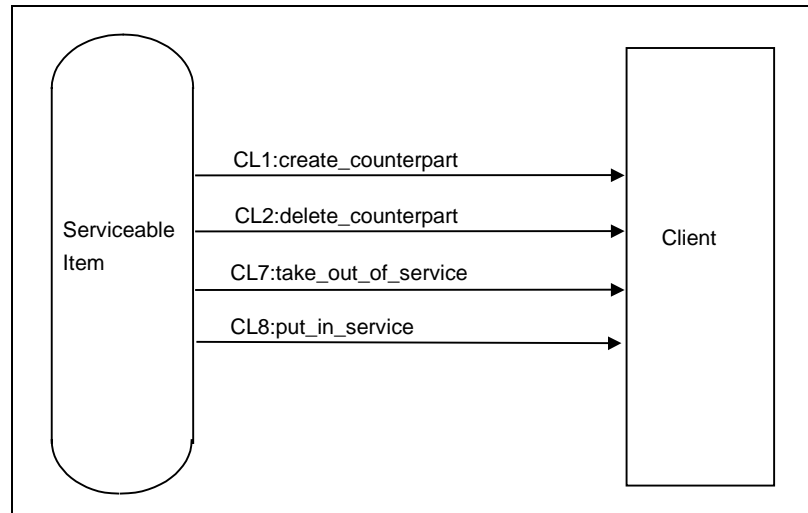 CL1:create_counterpart
CL2:delete_counterpart
Serviceable
Item
Client
CL7:take_out_of_service
CL8:put_in_service